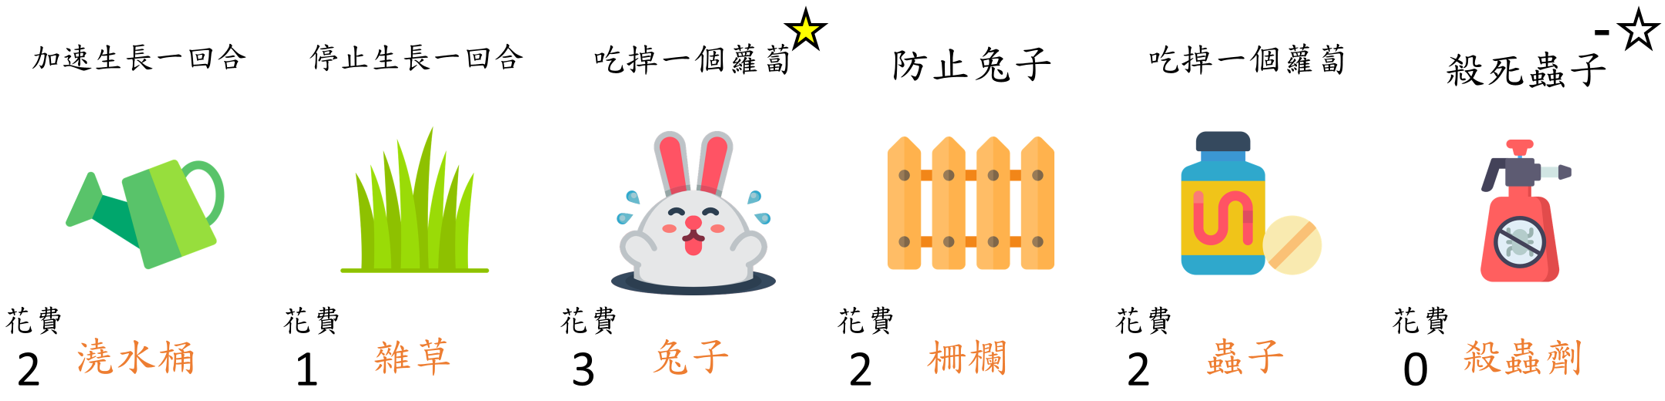 加速生長一回合
花費
2
澆水桶
停止生長一回合
花費
1
雜草
吃掉一個蘿蔔
花費
3
兔子
防止兔子
花費
2
柵欄
吃掉一個蘿蔔
花費
2
蟲子
-
殺死蟲子
花費
0
殺蟲劑